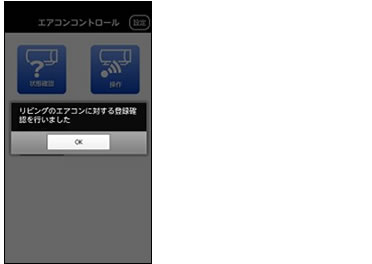 エアコンコントロール
設定
状態確認
操作
リビングのエアコンに対する登録確
認を行いました
OK